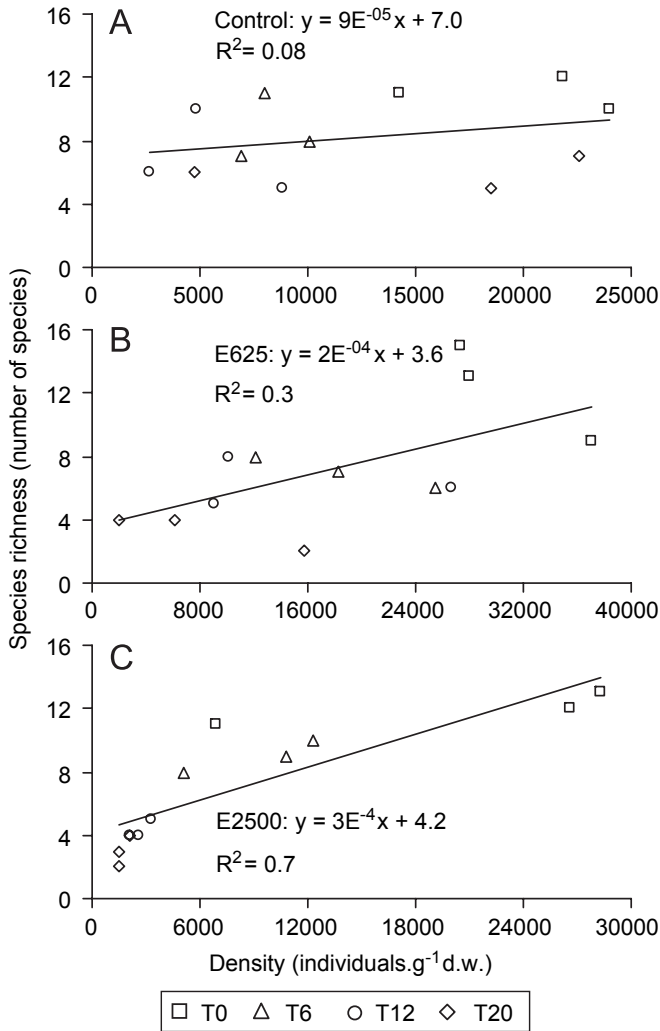 A
Control: y = 9E⁻⁰⁵x + 7.0
R² = 0.08
16
12
8
4
0
0 5000 10000 15000 20000 25000
B
E625: y = 2E⁻⁰⁴x + 3.6
R² = 0.3
16
12
8
4
0
0 8000 16000 24000 32000 40000
C
E2500: y = 3E⁻⁴x + 4.2
R² = 0.7
16
12
8
4
0
0 6000 12000 18000 24000 30000
Species richness (number of species)
Density (individuals.g⁻¹d.w.)
T0 T6 T12 T20